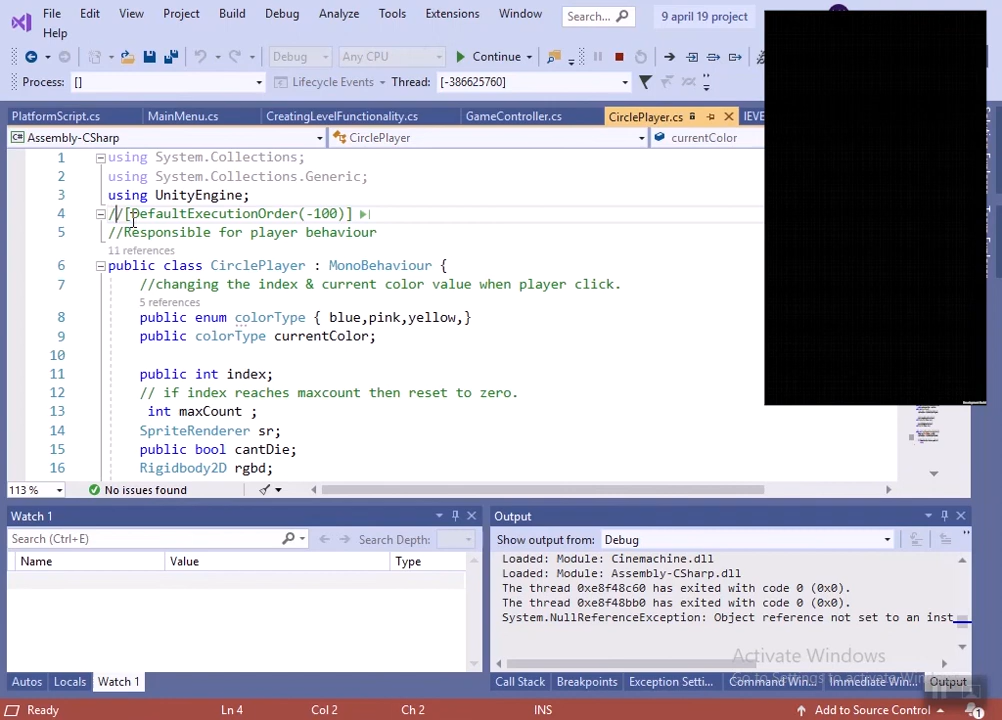 File Edit View Project Build Debug Analyze Tools Extensions Window Search... 9 april 19 project
Help
Debug Any CPU Continue
Process: [] Lifecycle Events Thread: [-386625760]
PlatformScript.cs MainMenu.cs CreatingLevelFunctionality.cs GameController.cs CirclePlayer.cs
Assembly-CSharp CirclePlayer currentColor
1 using System.Collections;
2 using System.Collections.Generic;
3 using UnityEngine;
4 //[DefaultExecutionOrder(-100)]
5 //Responsible for player behaviour
11 references
6 public class CirclePlayer : MonoBehaviour {
7 //changing the index & current color value when player click.
5 references
8 public enum colorType { blue,pink,yellow,}
9 public colorType currentColor;
10
11 public int index;
12 // if index reaches maxcount then reset to zero.
13 int maxCount ;
14 SpriteRenderer sr;
15 public bool cantDie;
16 Rigidbody2D rgbd;
113 % No issues found
Watch 1 Output
Search (Ctrl+E) Search Depth: Show output from: Debug
Name Value Type
Loaded: Module: Cinemachine.dll
Loaded: Module: Assembly-CSharp.dll
The thread 0xe8f48c60 has exited with code 0 (0x0).
The thread 0xe8f48bb0 has exited with code 0 (0x0).
System.NullReferenceException: Object reference not set to an inst
Activate Windows
Go to Settings to activate Win
Autos Locals Watch 1 Call Stack Breakpoints Exception Setti... Command Win... Immediate Win... Output
Ready Ln 4 Col 2 Ch 2 INS Add to Source Control 1